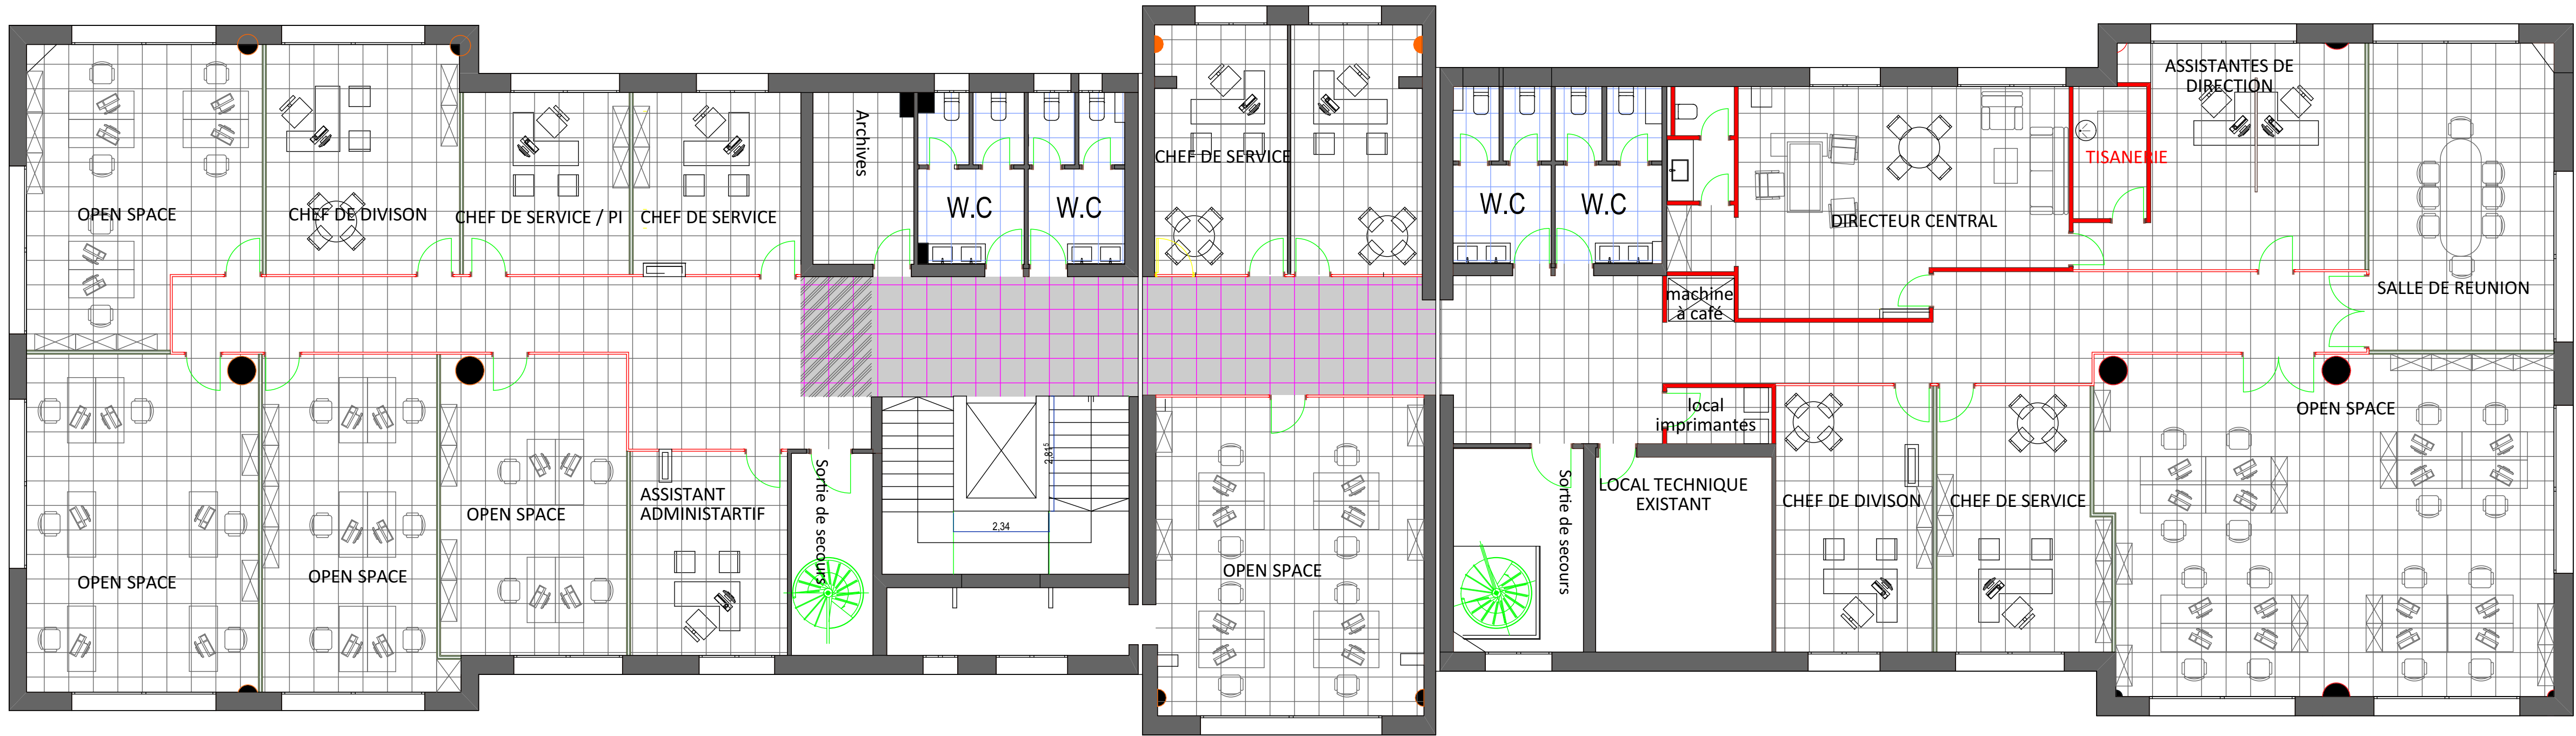 ASSISTANTES DE
DIRECTION
Archives
CHEF DE SERVICE
TISANERIE
OPEN SPACE
CHEF DE DIVISON
CHEF DE SERVICE / PI
CHEF DE SERVICE
W.C
W.C
W.C
W.C
DIRECTEUR CENTRAL
SALLE DE REUNION
machine
à café
local
imprimantes
OPEN SPACE
2,81⁵
Sortie de secours
Sortie de secours
LOCAL TECHNIQUE
EXISTANT
ASSISTANT
ADMINISTARTIF
CHEF DE DIVISON
CHEF DE SERVICE
OPEN SPACE
2,34
OPEN SPACE
OPEN SPACE
OPEN SPACE